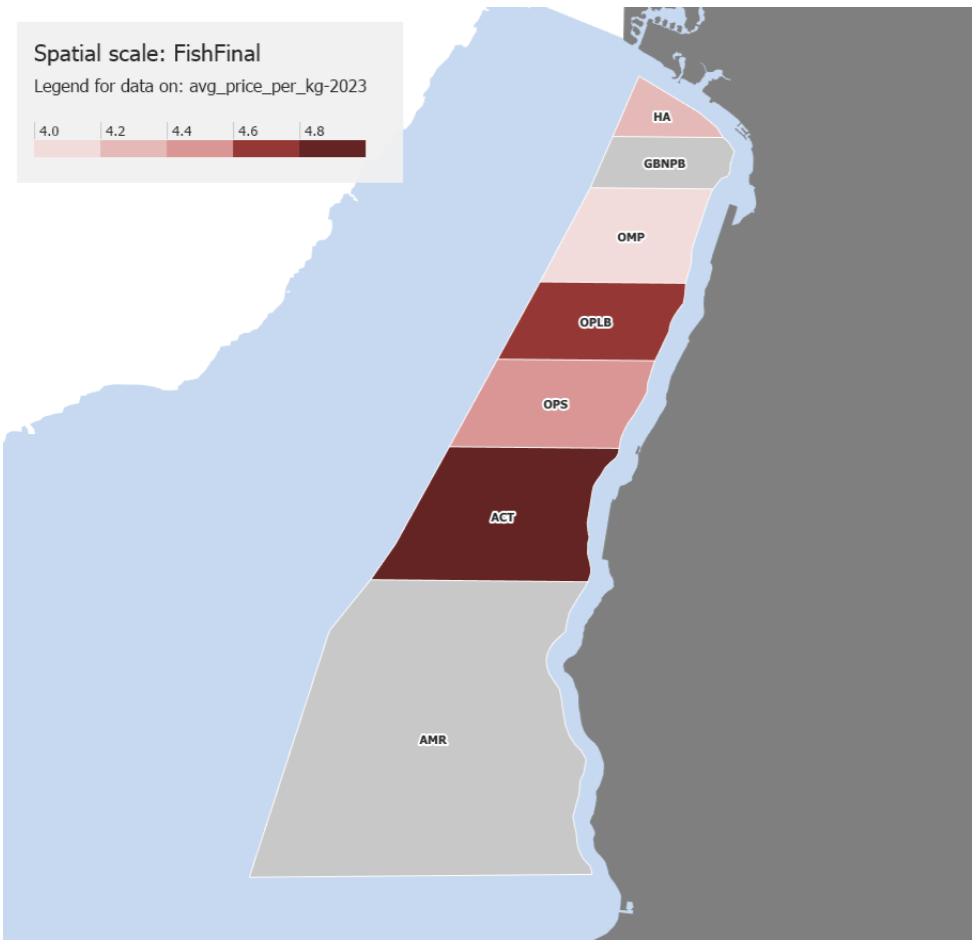 Spatial scale: FishFinal
Legend for data on: avg_price_per_kg-2023
4.0 4.2 4.4 4.6 4.8
HA
GBNPB
OMP
OPLB
OPS
ACT
AMR